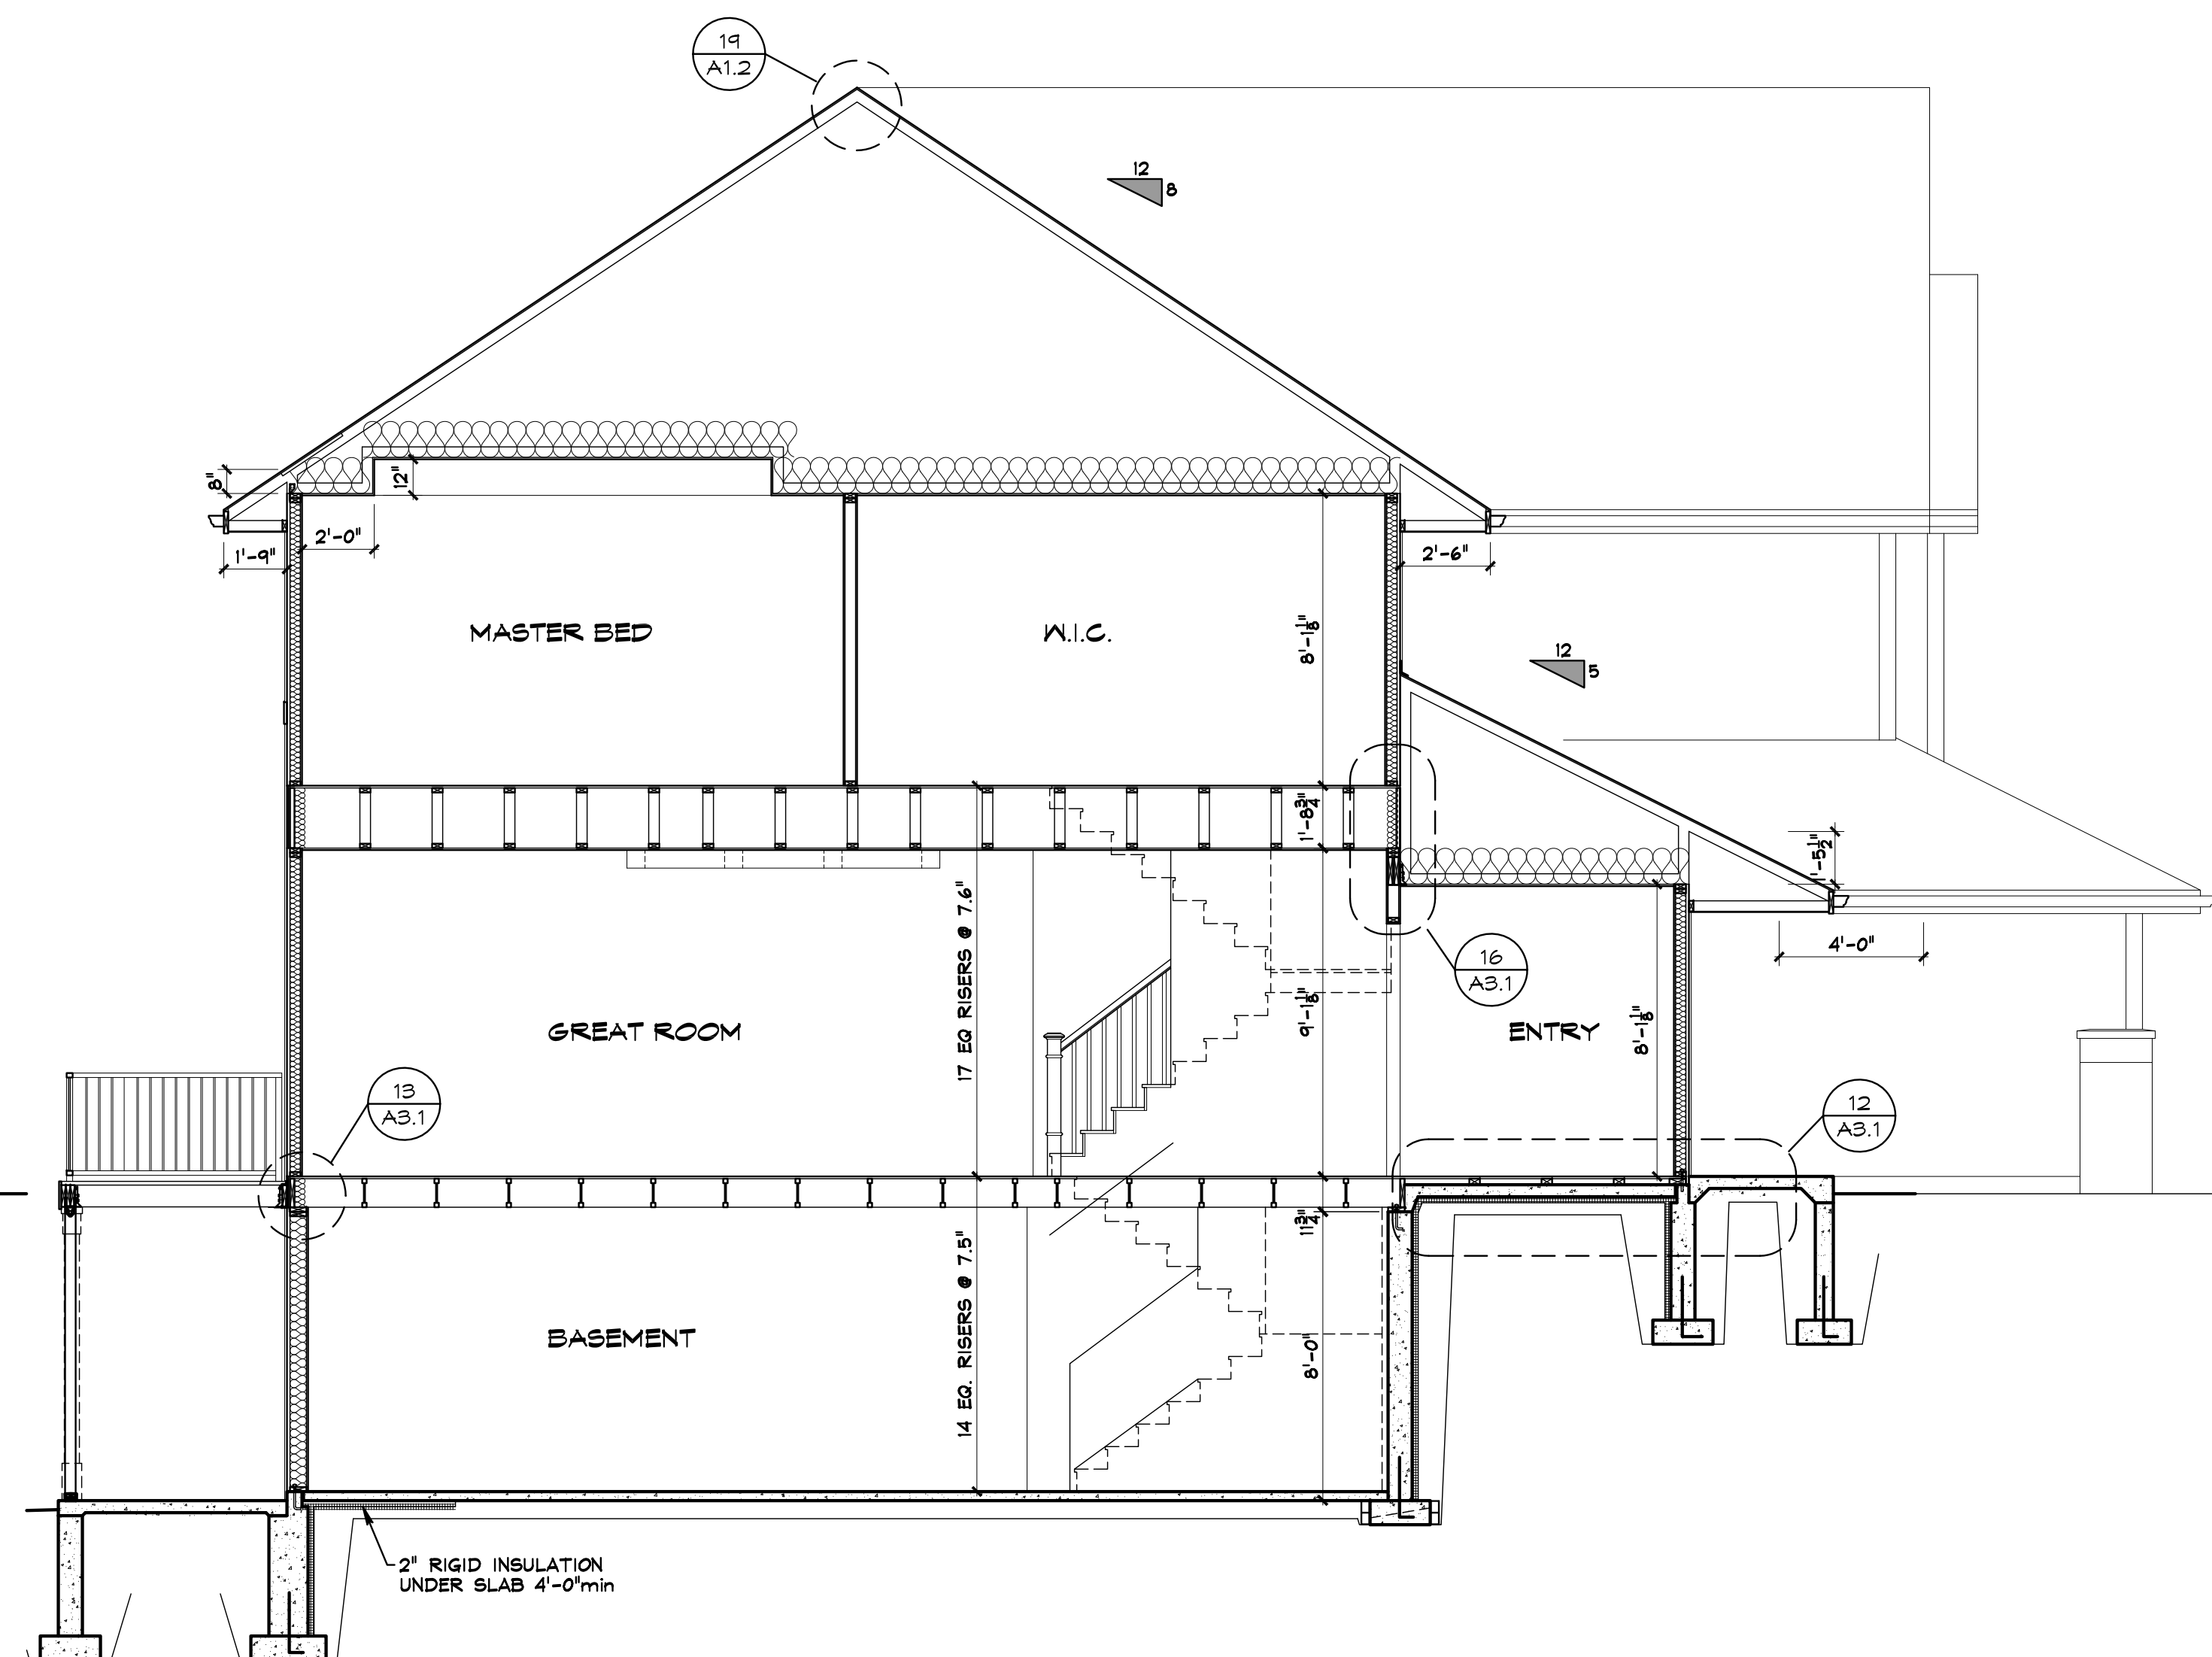 19
A1.2
12
8
8"
12"
2'-0"
1'-9"
2'-6"
MASTER BED
W.I.C.
8'-1 1/8"
12
5
1'-8 3/4"
1'-5 1/2"
17 EQ RISERS @ 7.6"
4'-0"
16
A3.1
9'-1 1/8"
GREAT ROOM
ENTRY
8'-1 1/8"
13
A3.1
12
A3.1
11 3/4"
14 EQ. RISERS @ 7.5"
BASEMENT
8'-0"
2" RIGID INSULATION
UNDER SLAB 4'-0"min